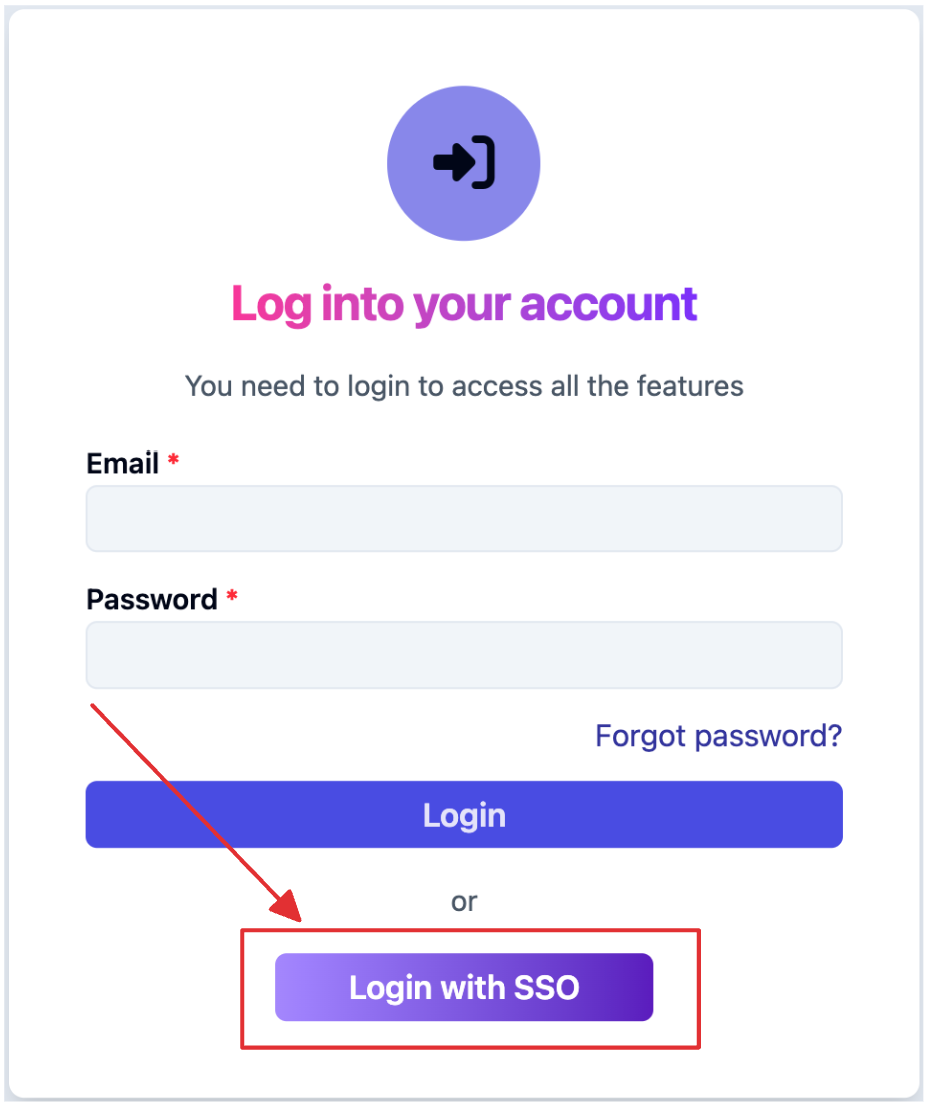 Log into your account
You need to login to access all the features
Email *
Password *
Forgot password?
Login
or
Login with SSO